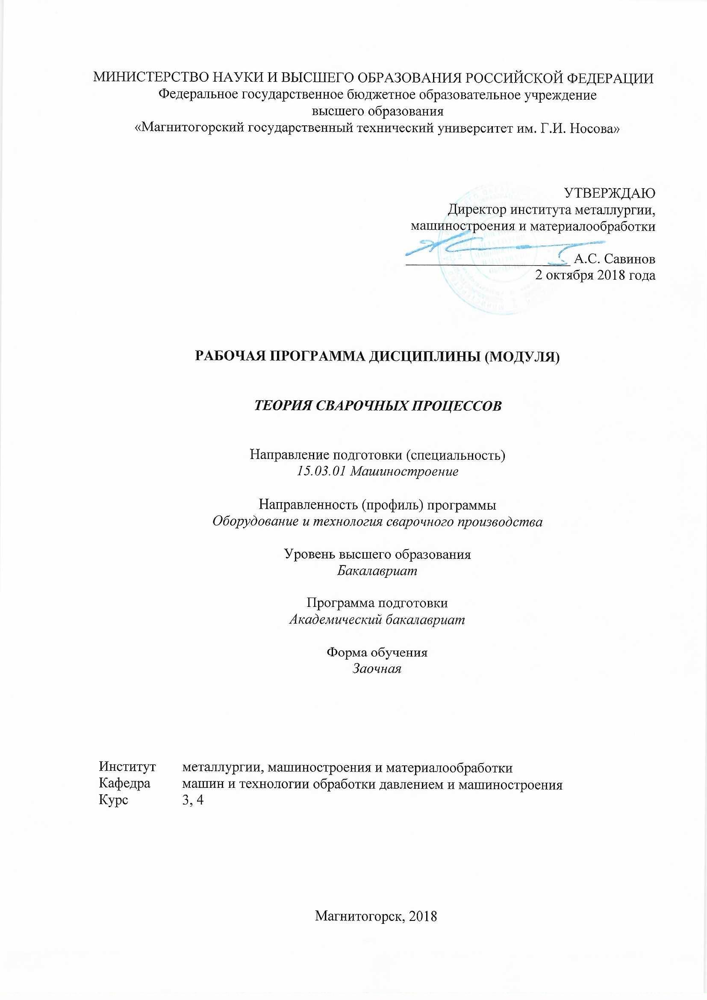 МИНИСТЕРСТВО НАУКИ И ВЫСШЕГО ОБРАЗОВАНИЯ РОССИЙСКОЙ ФЕДЕРАЦИИ
Федеральное государственное бюджетное образовательное учреждение
высшего образования
«Магнитогорский государственный технический университет им. Г.И. Носова»
УТВЕРЖДАЮ
Директор института металлургии,
машиностроения и материалообработки
А.С. Савинов
2 октября 2018 года
РАБОЧАЯ ПРОГРАММА ДИСЦИПЛИНЫ (МОДУЛЯ)
ТЕОРИЯ СВАРОЧНЫХ ПРОЦЕССОВ
Направление подготовки (специальность)
15.03.01 Машиностроение
Направленность (профиль) программы
Оборудование и технология сварочного производства
Уровень высшего образования
Бакалавриат
Программа подготовки
Академический бакалавриат
Форма обучения
Заочная
Институт металлургии, машиностроения и материалообработки
Кафедра машин и технологии обработки давлением и машиностроения
Курс 3, 4
Магнитогорск, 2018